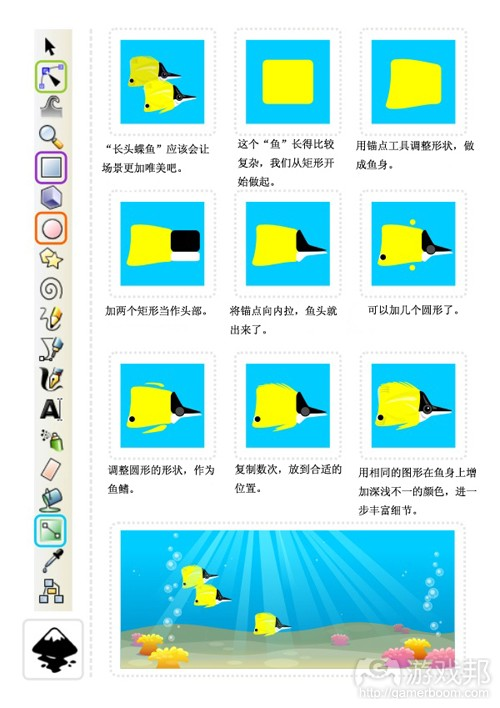 “长头蝶鱼”应该会让
场景更加唯美吧。
这个“鱼”长得比较
复杂，我们从矩形开
始做起。
用锚点工具调整形状，做
成鱼身。
加两个矩形当作头部。
将锚点向内拉，鱼头就
出来了。
可以加几个圆形了。
调整圆形的形状，作为
鱼鳍。
复制数次，放到合适的
位置。
用相同的图形在鱼身上增
加深浅不一的颜色，进一
步丰富细节。
A
游戏邦
http://gamerboom.com